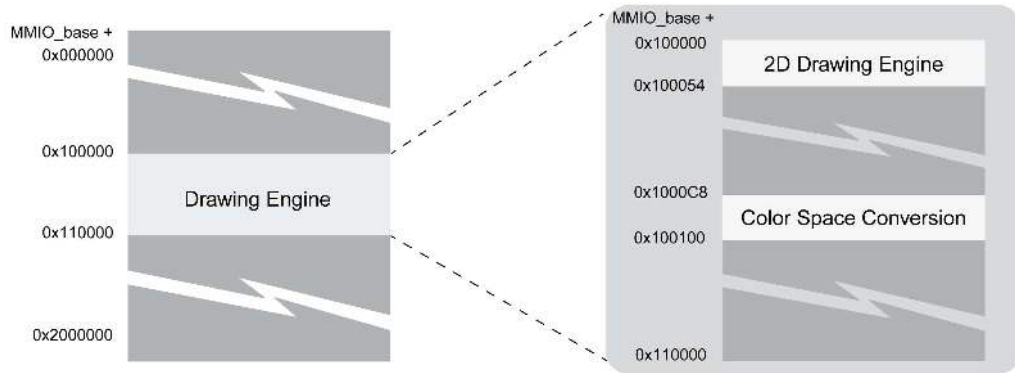 MMIO_base +
0x000000
0x100000
Drawing Engine
0x110000
0x2000000
MMIO_base +
0x100000
2D Drawing Engine
0x100054
0x1000C8
Color Space Conversion
0x100100
0x110000